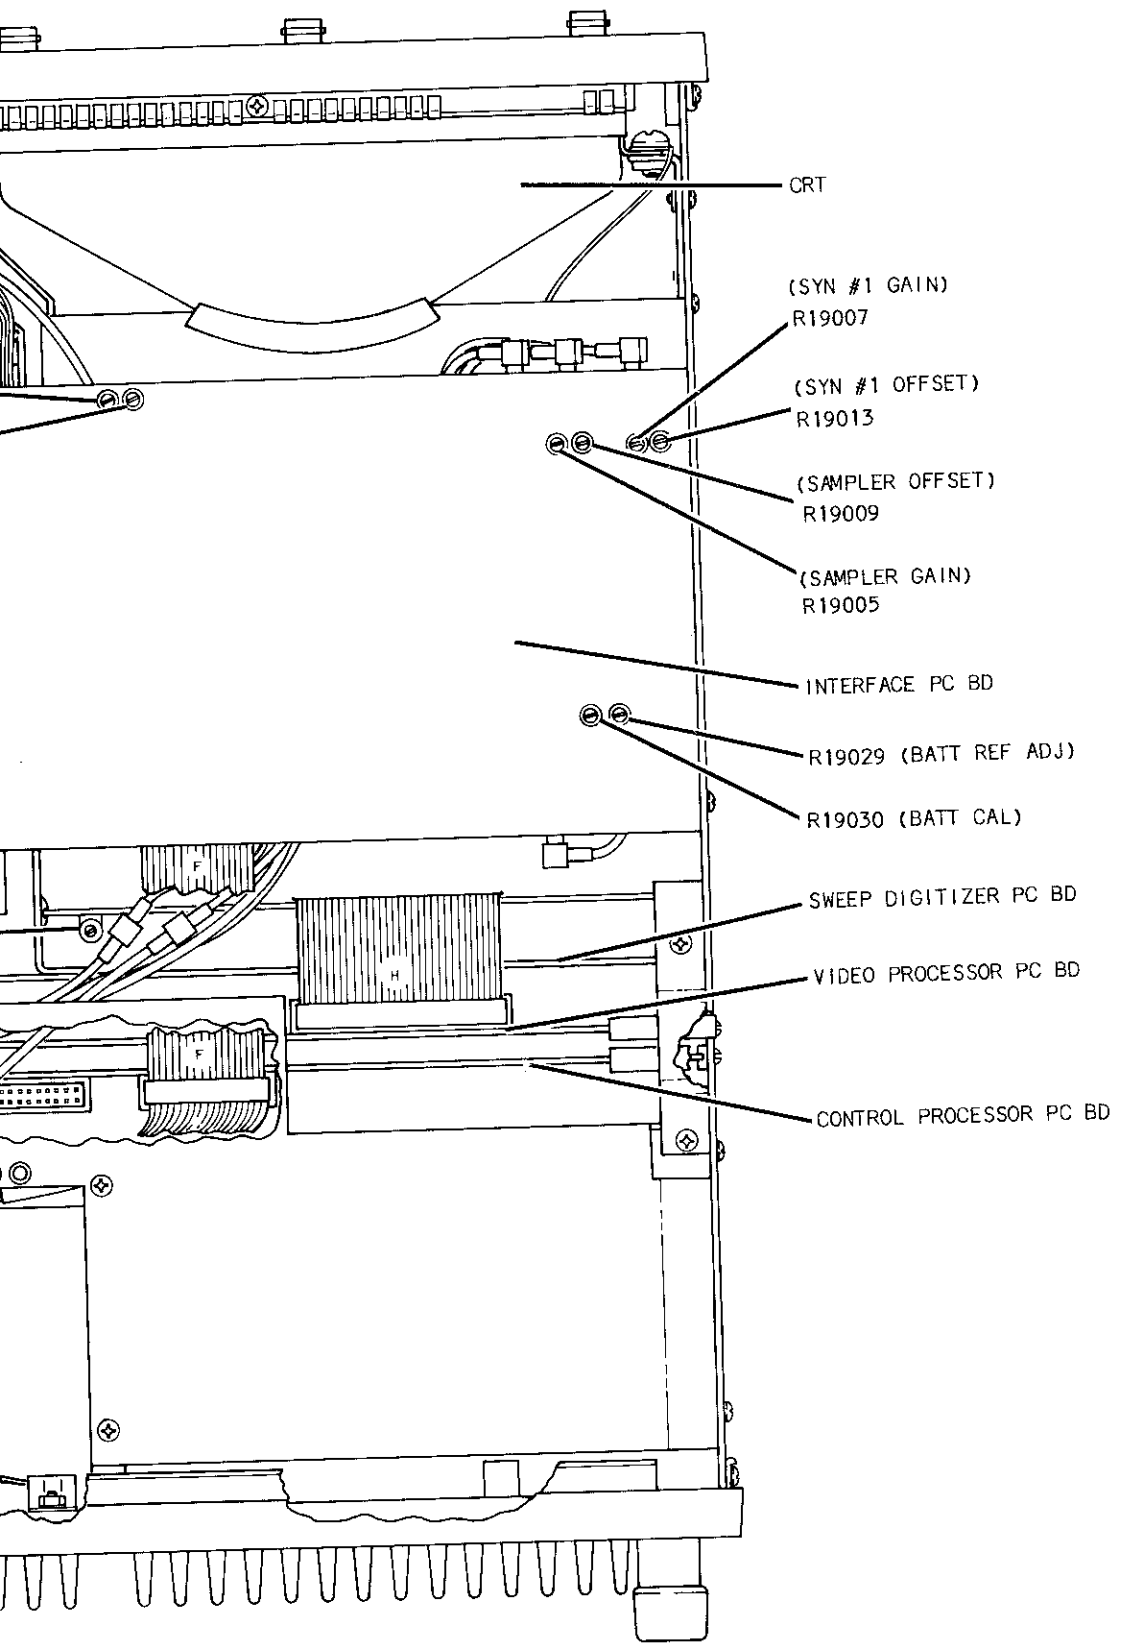 CRT
(SYN #1 GAIN)
R19007
(SYN #1 OFFSET)
R19013
(SAMPLER OFFSET)
R19009
(SAMPLER GAIN)
R19005
INTERFACE PC BD
R19029 (BATT REF ADJ)
R19030 (BATT CAL)
F
SWEEP DIGITIZER PC BD
H
VIDEO PROCESSOR PC BD
F
CONTROL PROCESSOR PC BD